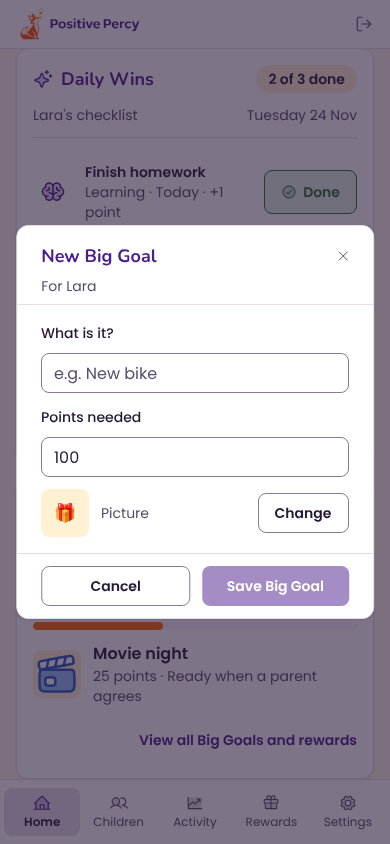 Positive Percy
Daily Wins
2 of 3 done
Lara's checklist
Tuesday 24 Nov
Finish homework
Learning · Today · +1
point
Done
New Big Goal
For Lara
What is it?
e.g. New bike
Points needed
100
Picture
Change
Cancel
Save Big Goal
Movie night
25 points · Ready when a parent
agrees
View all Big Goals and rewards
Home
Children
Activity
Rewards
Settings